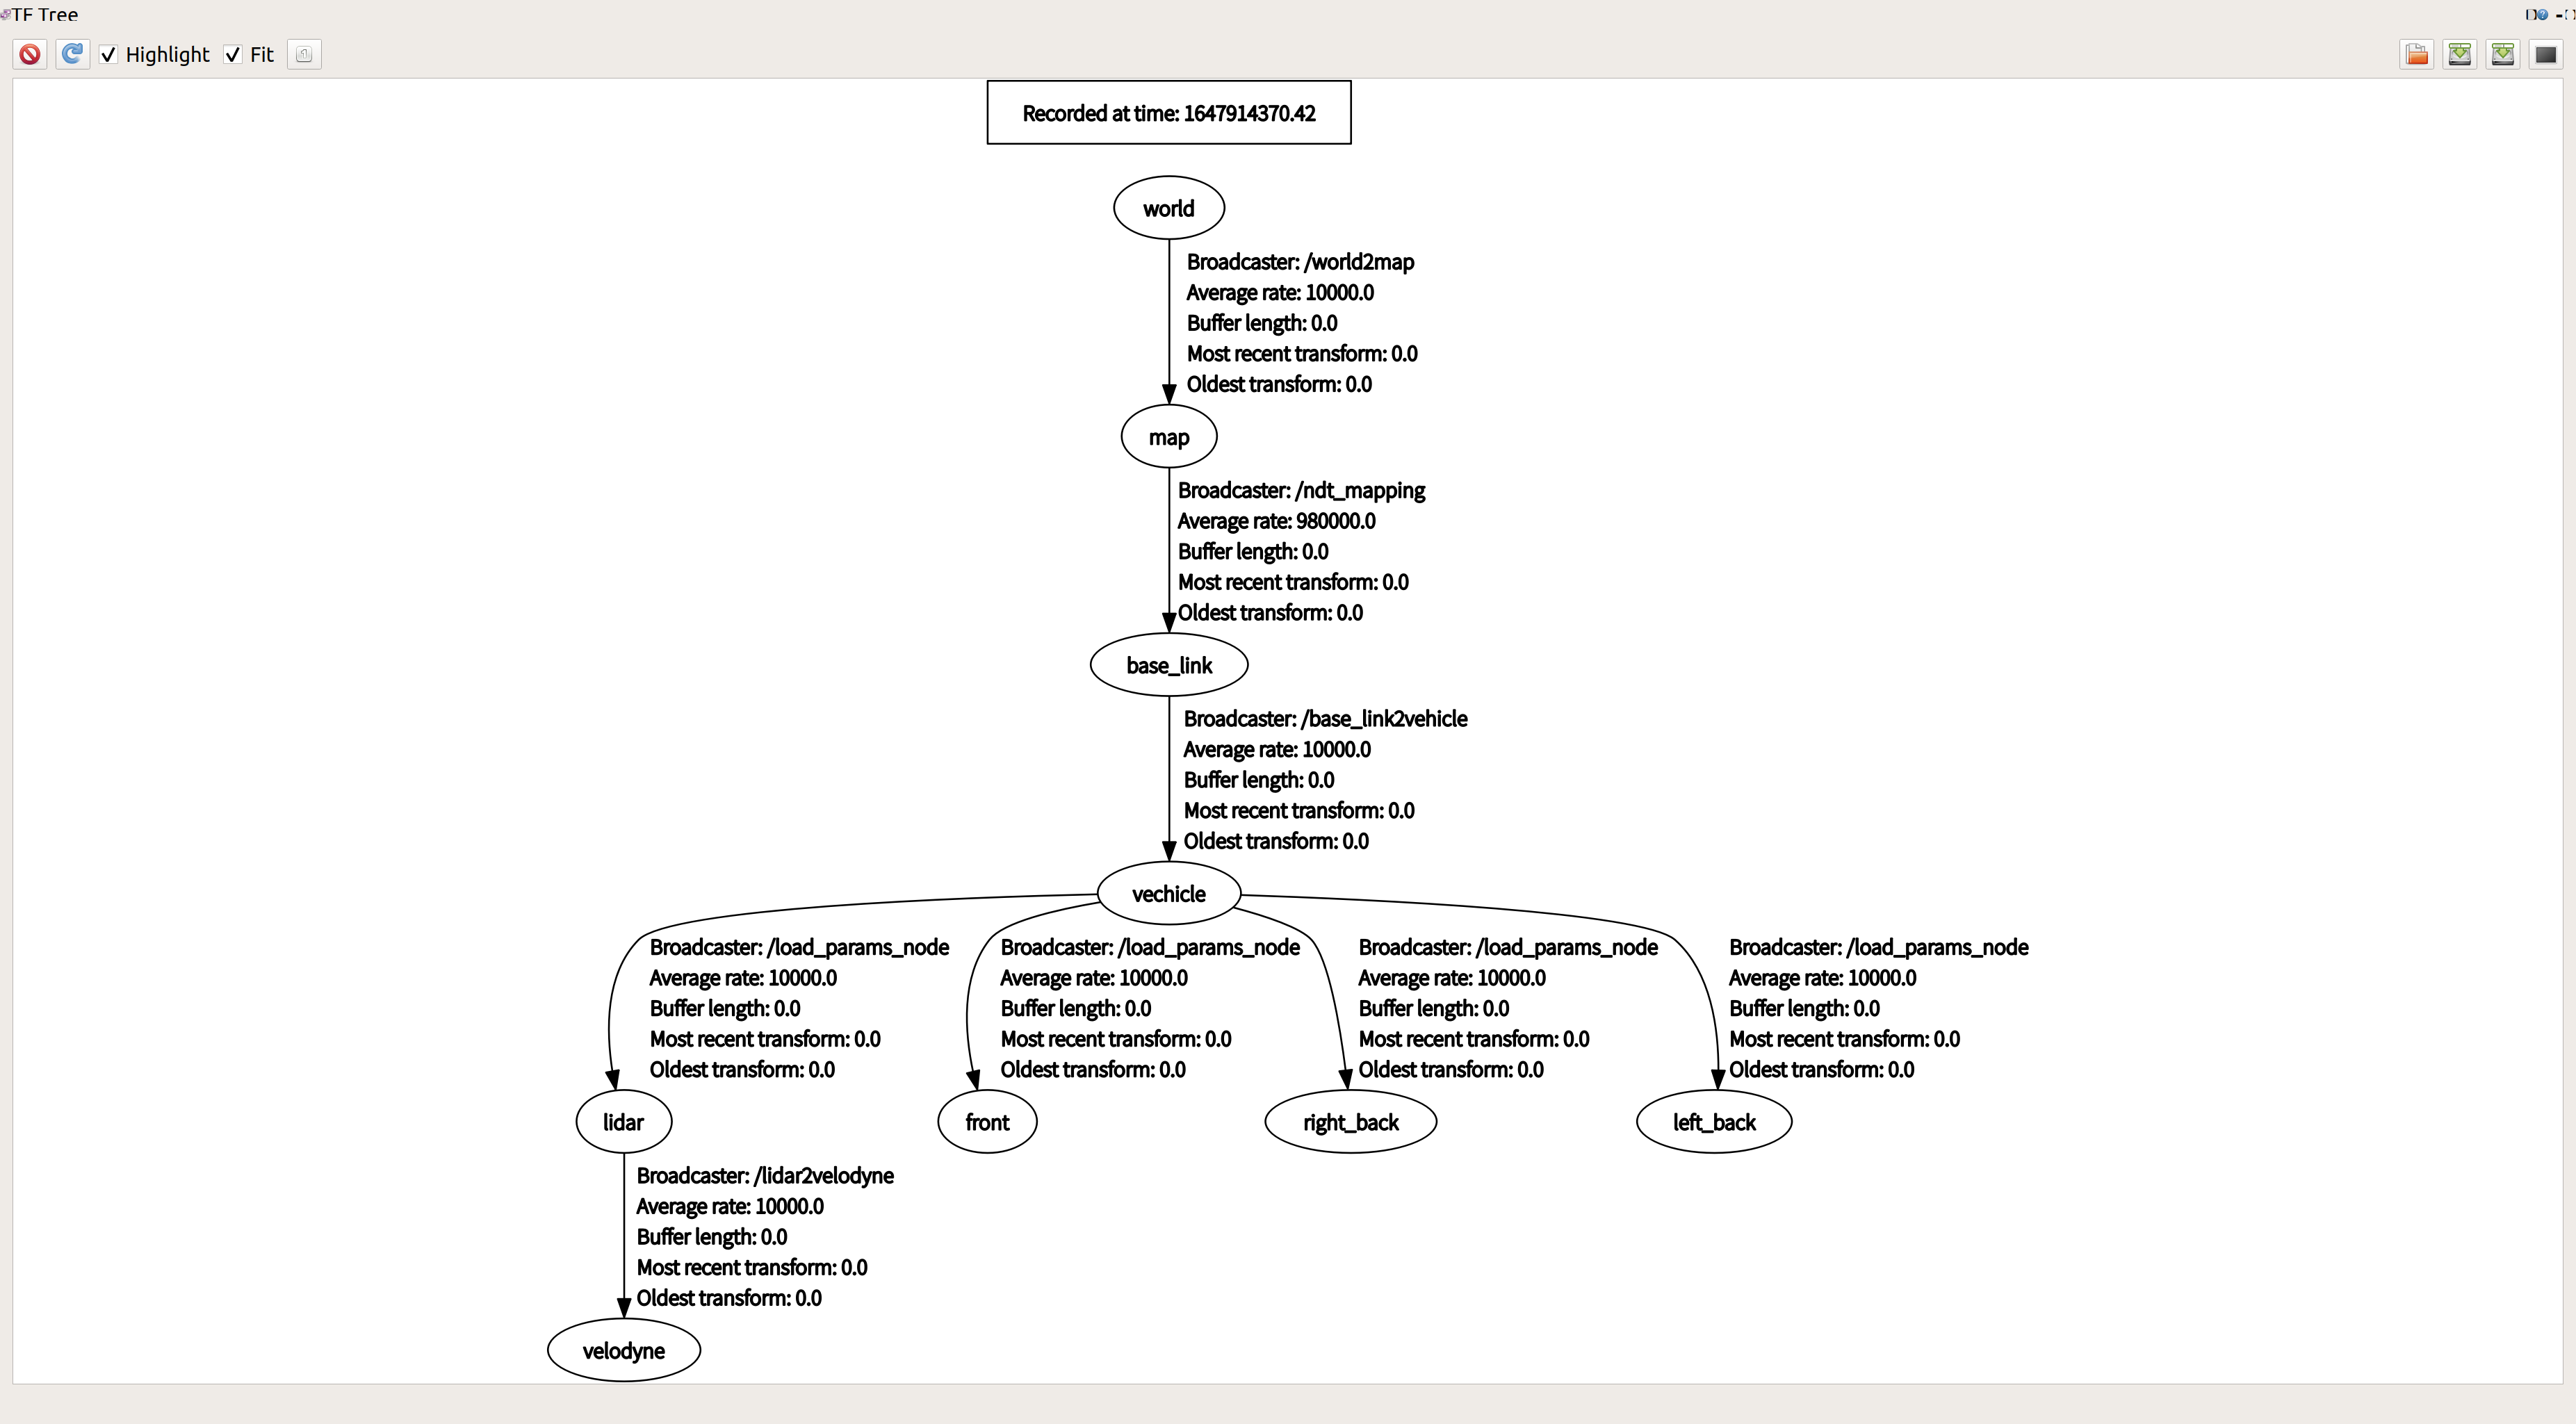 TF Tree
Highlight Fit
Recorded at time: 1647914370.42
world
Broadcaster: /world2map
Average rate: 10000.0
Buffer length: 0.0
Most recent transform: 0.0
Oldest transform: 0.0
map
Broadcaster: /ndt_mapping
Average rate: 980000.0
Buffer length: 0.0
Most recent transform: 0.0
Oldest transform: 0.0
base_link
Broadcaster: /base_link2vehicle
Average rate: 10000.0
Buffer length: 0.0
Most recent transform: 0.0
Oldest transform: 0.0
vechicle
Broadcaster: /load_params_node
Average rate: 10000.0
Buffer length: 0.0
Most recent transform: 0.0
Oldest transform: 0.0
Broadcaster: /load_params_node
Average rate: 10000.0
Buffer length: 0.0
Most recent transform: 0.0
Oldest transform: 0.0
Broadcaster: /load_params_node
Average rate: 10000.0
Buffer length: 0.0
Most recent transform: 0.0
Oldest transform: 0.0
Broadcaster: /load_params_node
Average rate: 10000.0
Buffer length: 0.0
Most recent transform: 0.0
Oldest transform: 0.0
lidar
front
right_back
left_back
Broadcaster: /lidar2velodyne
Average rate: 10000.0
Buffer length: 0.0
Most recent transform: 0.0
Oldest transform: 0.0
velodyne